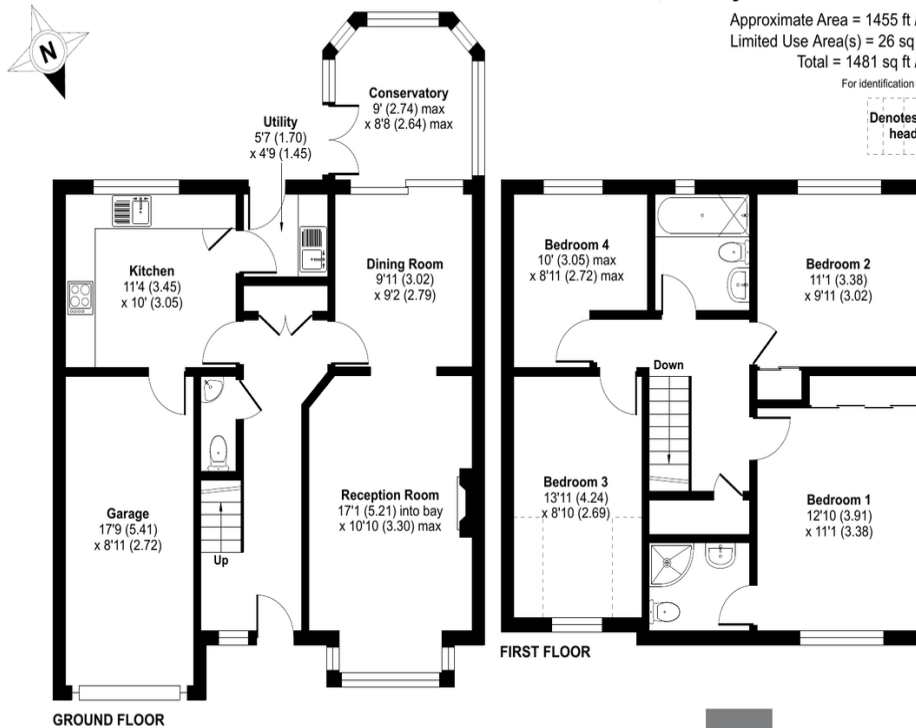 Approximate Area = 1455 ft
Limited Use Area(s) = 26 sq
Total = 1481 sq ft /
For identification
Denotes
head
N
Conservatory
9' (2.74) max
x 8'8 (2.64) max
Utility
5'7 (1.70)
x 4'9 (1.45)
Kitchen
11'4 (3.45)
x 10' (3.05)
Dining Room
9'11 (3.02)
x 9'2 (2.79)
Garage
17'9 (5.41)
x 8'11 (2.72)
Up
Reception Room
17'1 (5.21) into bay
x 10'10 (3.30) max
GROUND FLOOR
Bedroom 4
10' (3.05) max
x 8'11 (2.72) max
Bedroom 2
11'1 (3.38)
x 9'11 (3.02)
Down
Bedroom 3
13'11 (4.24)
x 8'10 (2.69)
Bedroom 1
12'10 (3.91)
x 11'1 (3.38)
FIRST FLOOR